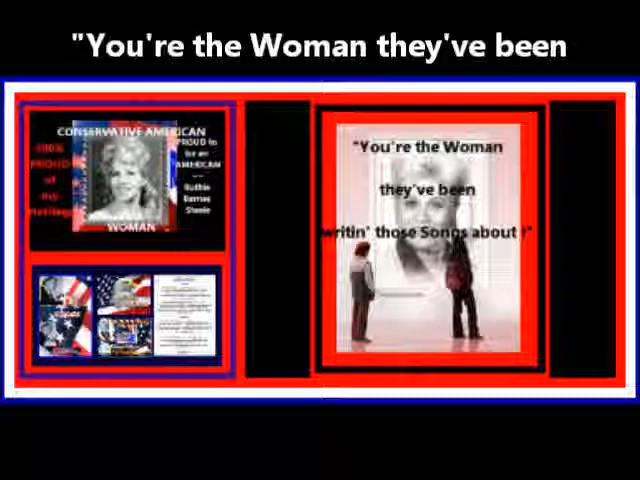 "You're the Woman they've been
CONSERVATIVE AMERICAN
100%
PROUD
of
my
Heritage
PROUD to
be an
AMERICAN
Ruthie
Barnes
Steele
WOMAN
"You're the Woman
they've been
writin' those Songs about !"